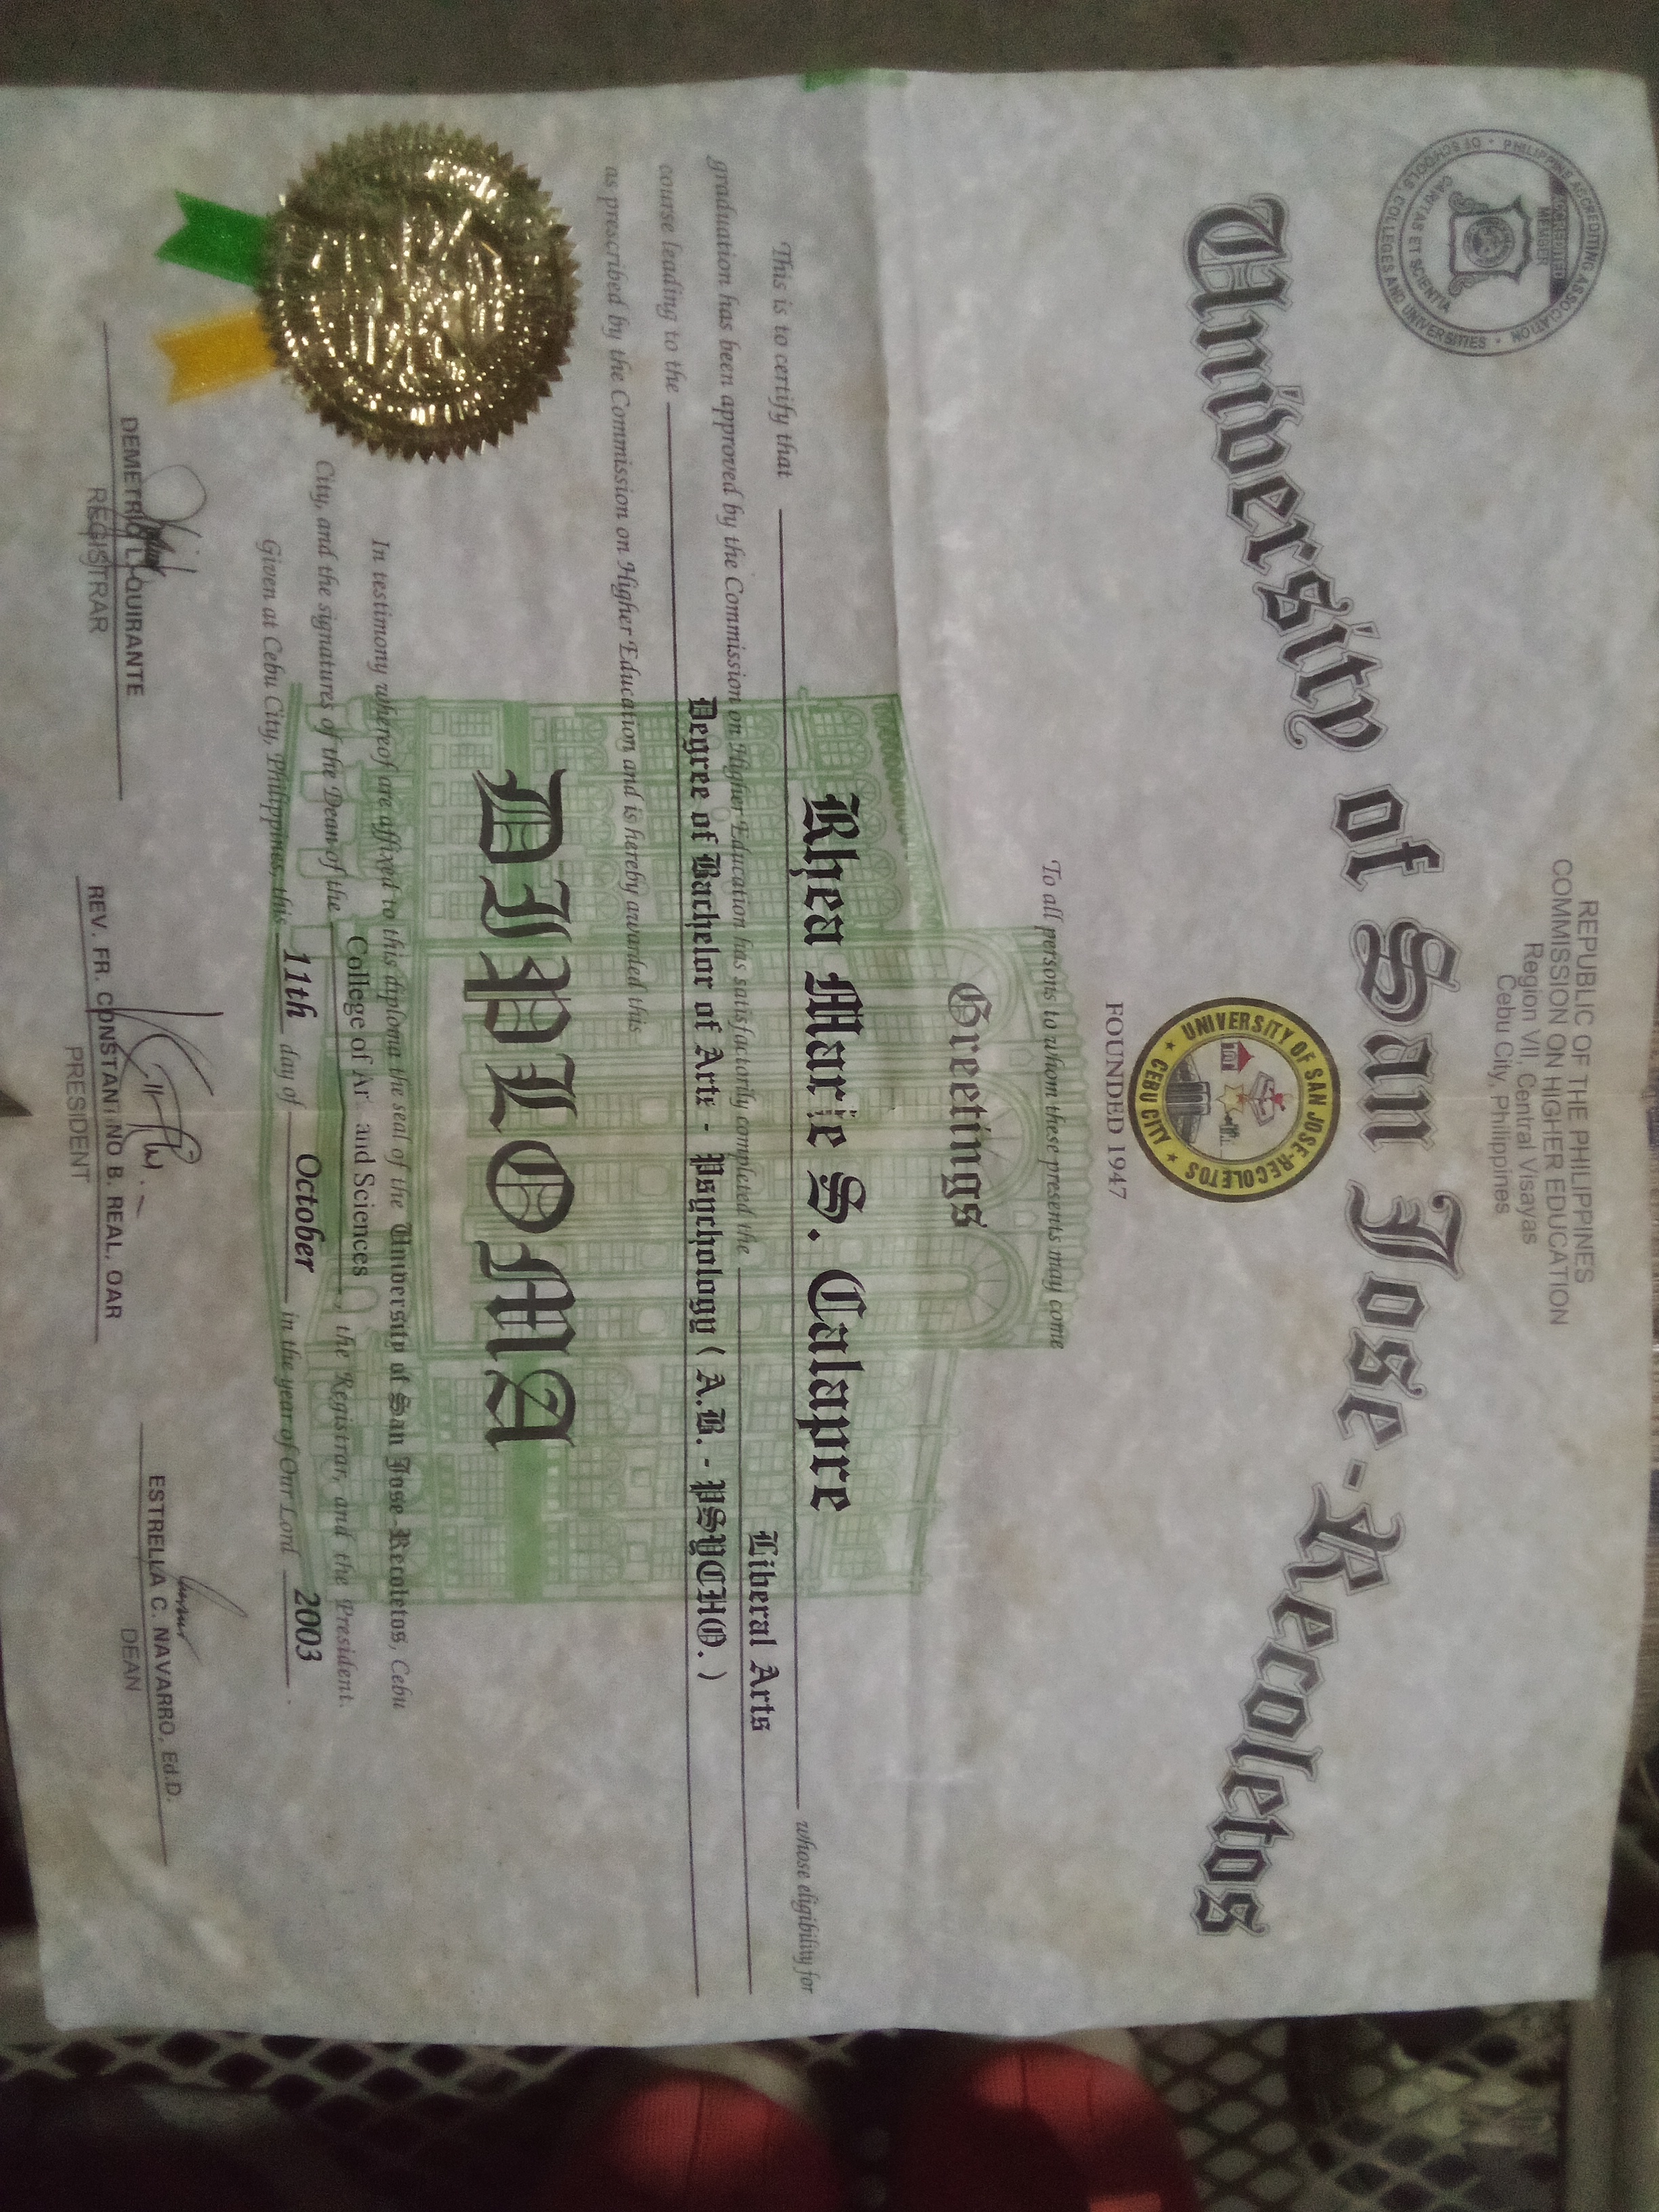 REPUBLIC OF THE PHILIPPINES
COMMISSION ON HIGHER EDUCATION
Region VII, Central Visayas
Cebu City, Philippines
PHILIPPINE ACCREDITING ASSOCIATION OF SCHOOLS COLLEGES AND UNIVERSITIES
ACCREDITED MEMBER
CARITAS ET SCIENTIA
University of San Jose-Recoletos
UNIVERSITY OF SAN JOSE-RECOLETOS
CEBU CITY
FOUNDED 1947
To all persons to whom these presents may come
Greetings
This is to certify that Rhea Marie S. Calapre whose eligibility for
graduation has been approved by the Commission on Higher Education has satisfactorily completed the Liberal Arts
course leading to the Degree of Bachelor of Arts - Psychology ( A.B. - PSYCHO. )
as prescribed by the Commission on Higher Education and is hereby awarded this
DIPLOMA
In testimony whereof are affixed to this diploma the seal of the University of San Jose-Recoletos, Cebu
City, and the signatures of the Dean of the College of Ar and Sciences, the Registrar, and the President.
Given at Cebu City, Philippines, this 11th day of October in the year of Our Lord 2003.
DEMETRIO L. QUIRANTE
REGISTRAR
REV. FR. CONSTANTINO B. REAL, OAR
PRESIDENT
ESTRELLA C. NAVARRO, Ed.D.
DEAN